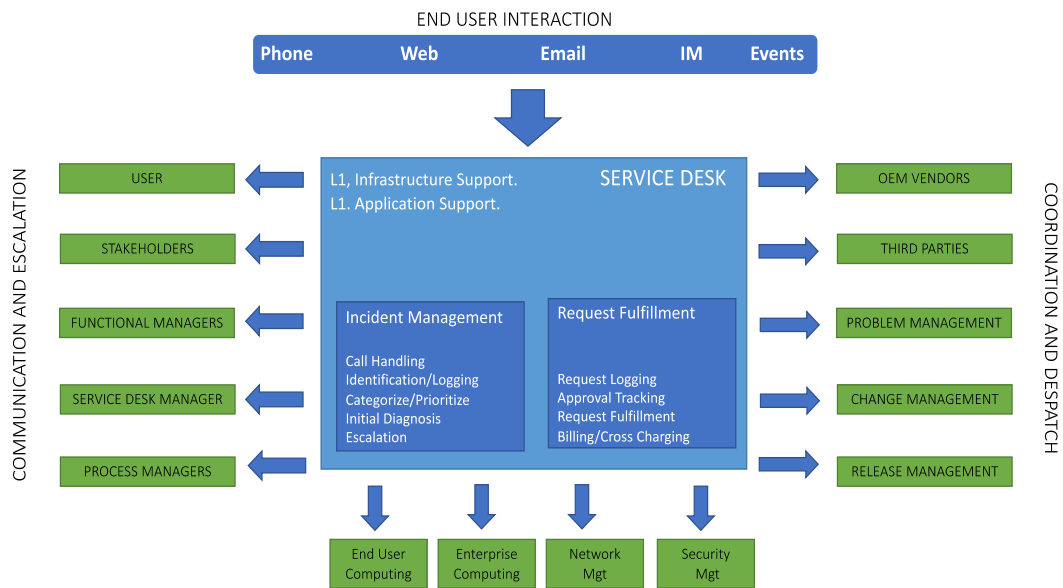 END USER INTERACTION
Phone Web Email IM Events
COMMUNICATION AND ESCALATION
USER
STAKEHOLDERS
FUNCTIONAL MANAGERS
SERVICE DESK MANAGER
PROCESS MANAGERS
SERVICE DESK
L1, Infrastructure Support.
L1. Application Support.
Incident Management
Call Handling
Identification/Logging
Categorize/Prioritize
Initial Diagnosis
Escalation
Request Fulfillment
Request Logging
Approval Tracking
Request Fulfillment
Billing/Cross Charging
OEM VENDORS
THIRD PARTIES
PROBLEM MANAGEMENT
CHANGE MANAGEMENT
RELEASE MANAGEMENT
COORDINATION AND DESPATCH
End User
Computing
Enterprise
Computing
Network
Mgt
Security
Mgt